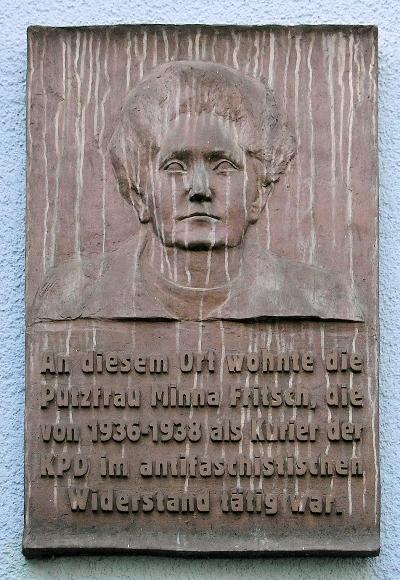 An diesem Ort wohnte die
Putzfrau Minna Fritsch, die
von 1936-1938 als Kurier der
KPD im antifaschistischen
Widerstand tätig war.